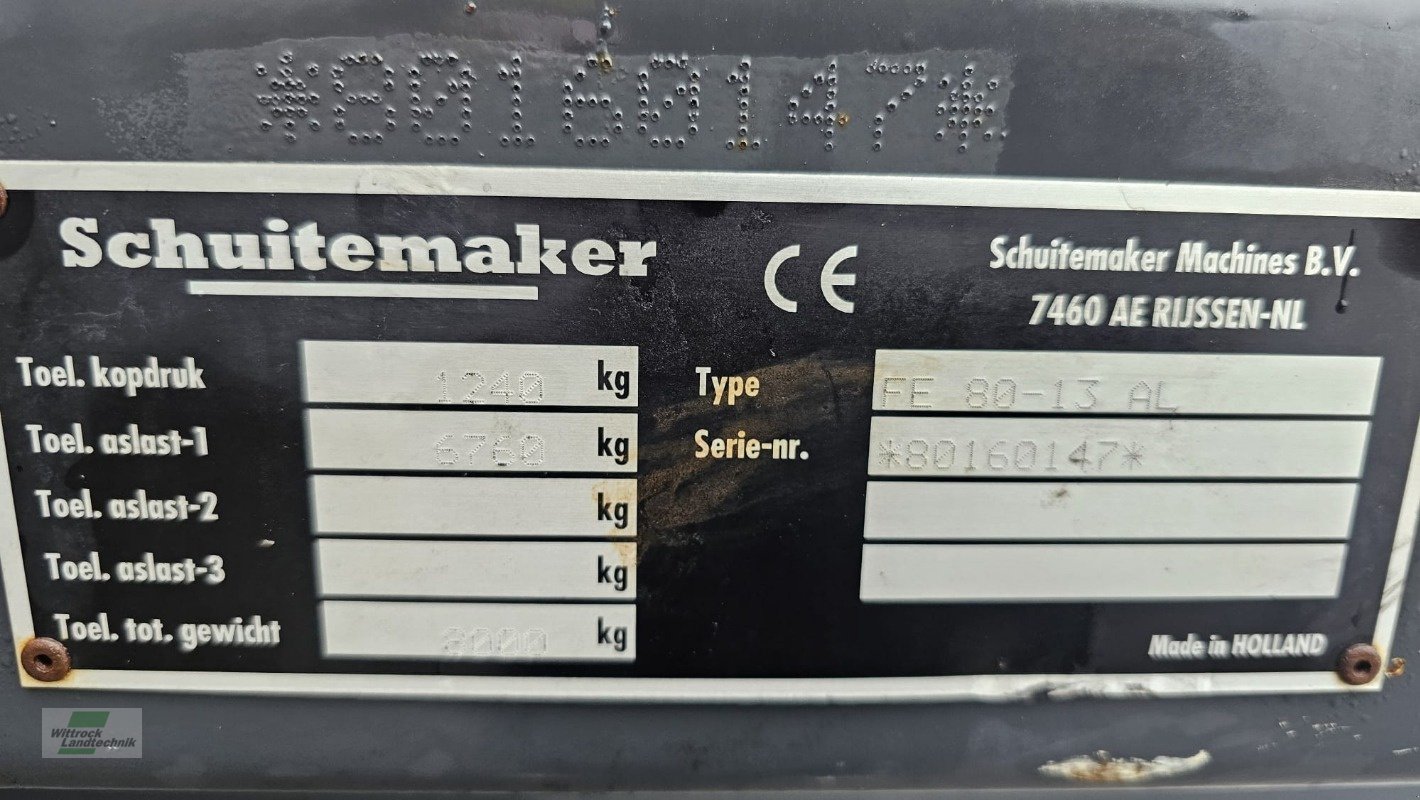 *80160147*
Schuitemaker
CE
Schuitemaker Machines B.V.
7460 AE RIJSSEN-NL
Toel. kopdruk 1240 kg
Toel. aslast-1 6760 kg
Toel. aslast-2 kg
Toel. aslast-3 kg
Toel. tot. gewicht 8000 kg
Type FE 80-13 AL
Serie-nr. *80160147*
Made in HOLLAND
Wittrock
Landtechnik